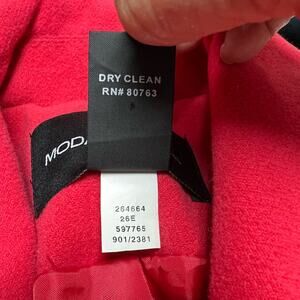 DRY CLEAN
RN# 80763
MODA
264664
26E
597765
901/2381